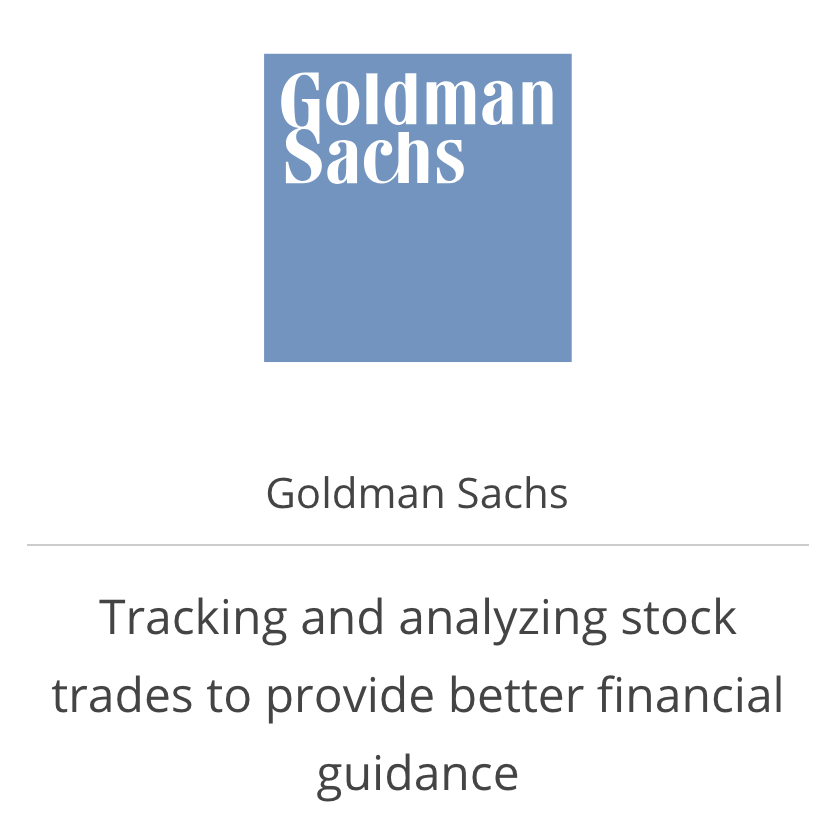 Goldman
Sachs
Goldman Sachs
Tracking and analyzing stock
trades to provide better financial
guidance